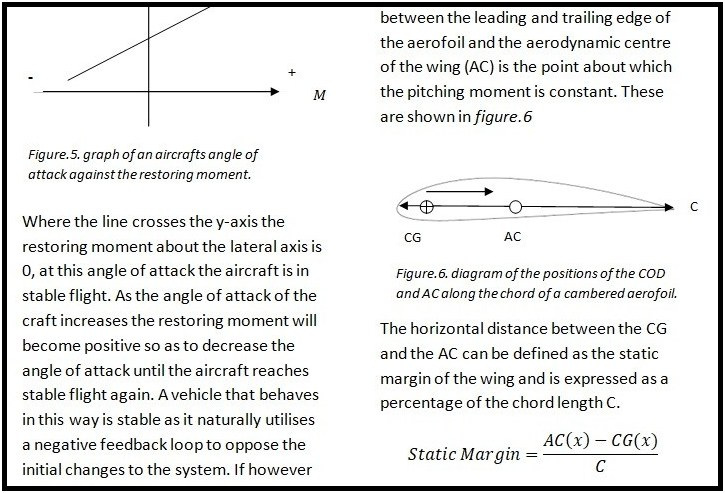 -
+
M
Figure.5. graph of an aircrafts angle of
attack against the restoring moment.
Where the line crosses the y-axis the
restoring moment about the lateral axis is
0, at this angle of attack the aircraft is in
stable flight. As the angle of attack of the
craft increases the restoring moment will
become positive so as to decrease the
angle of attack until the aircraft reaches
stable flight again. A vehicle that behaves
in this way is stable as it naturally utilises
a negative feedback loop to oppose the
initial changes to the system. If however
between the leading and trailing edge of
the aerofoil and the aerodynamic centre
of the wing (AC) is the point about which
the pitching moment is constant. These
are shown in figure.6
C
CG AC
Figure.6. diagram of the positions of the COD
and AC along the chord of a cambered aerofoil.
The horizontal distance between the CG
and the AC can be defined as the static
margin of the wing and is expressed as a
percentage of the chord length C.
Static Margin = AC(x) − CG(x)
C